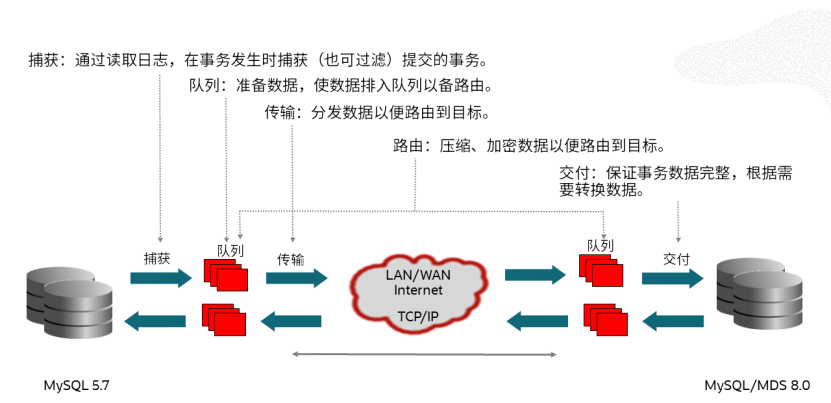 捕获：通过读取日志，在事务发生时捕获（也可过滤）提交的事务。
队列：准备数据，使数据排入队列以备路由。
传输：分发数据以便路由到目标。
路由：压缩、加密数据以便路由到目标。
交付：保证事务数据完整，根据需
要转换数据。
捕获
队列
传输
LAN/WAN
Internet
TCP/IP
队列
交付
MySQL 5.7
MySQL/MDS 8.0